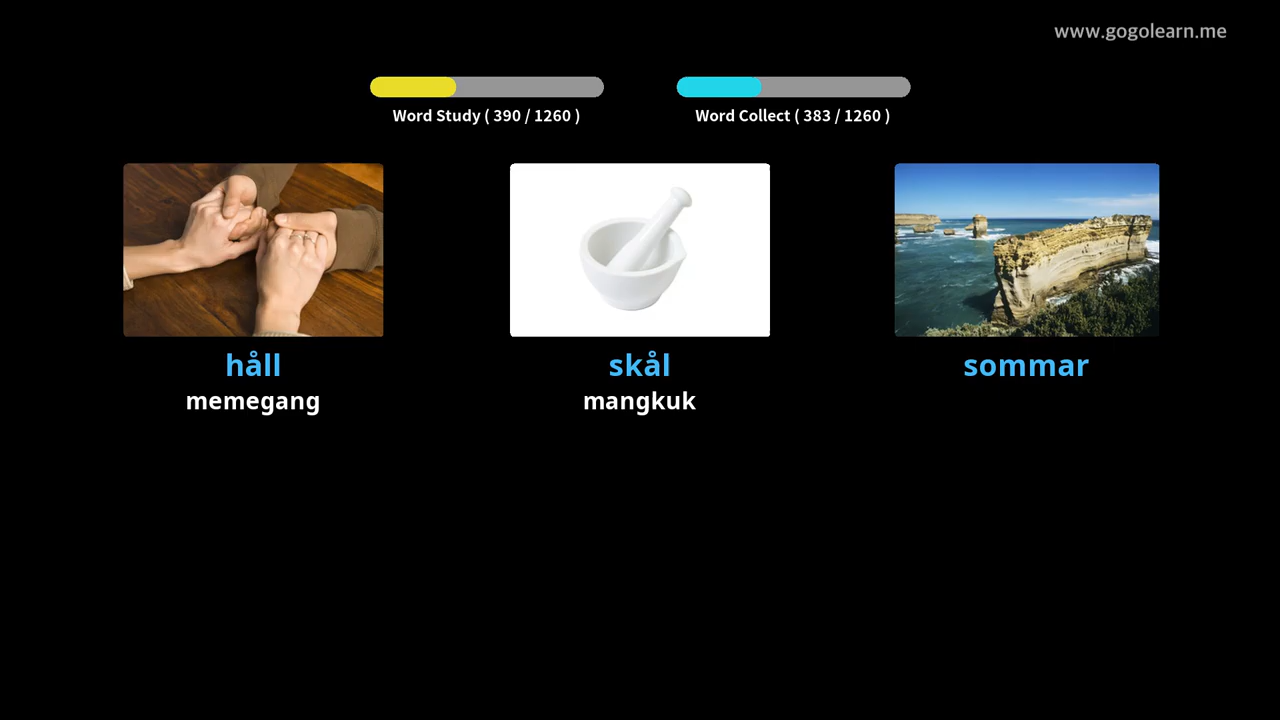 www.gogolearn.me
Word Study ( 390 / 1260 )
Word Collect ( 383 / 1260 )
håll
memegang
skål
mangkuk
sommar